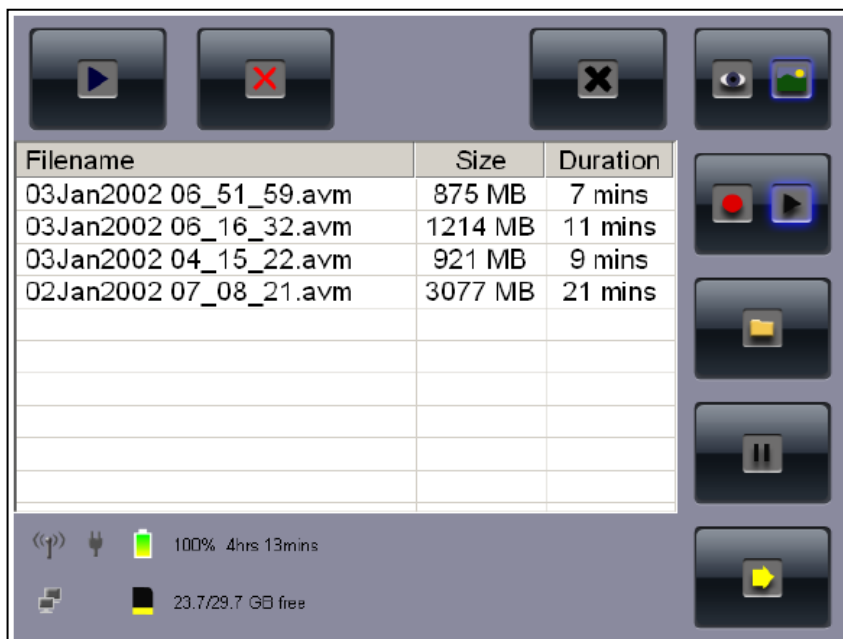 Filename Size Duration
03Jan2002 06_51_59.avm 875 MB 7 mins
03Jan2002 06_16_32.avm 1214 MB 11 mins
03Jan2002 04_15_22.avm 921 MB 9 mins
02Jan2002 07_08_21.avm 3077 MB 21 mins
100% 4hrs 13mins
23.7/29.7 GB free